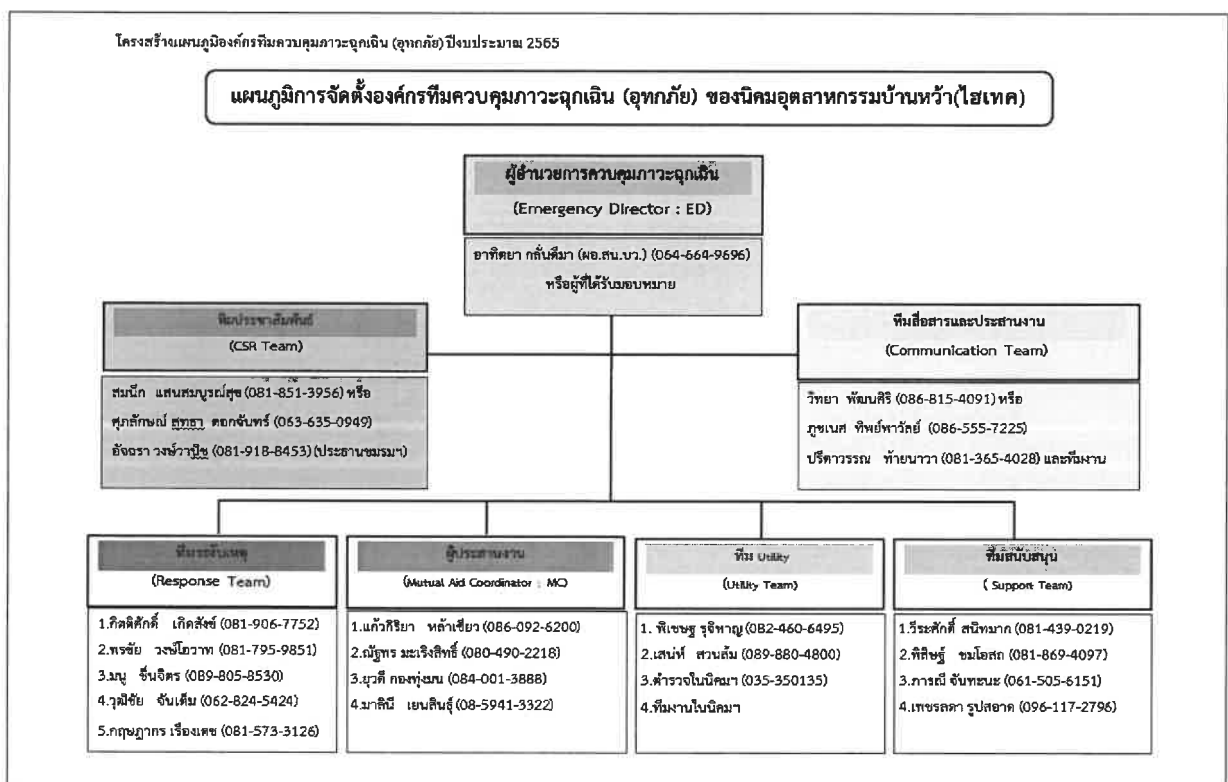 โครงสร้างแผนภูมิองค์กรทีมควบคุมภาวะฉุกเฉิน (อุทกภัย) ปีงบประมาณ 2565
แผนภูมิการจัดตั้งองค์กรทีมควบคุมภาวะฉุกเฉิน (อุทกภัย) ของนิคมอุตสาหกรรมบ้านหว้า(ไฮเทค)
ผู้อำนวยการควบคุมภาวะฉุกเฉิน
(Emergency Director : ED)
อาทิตยา กลั่นดีมา (ผอ.สน.บว.) (064-664-9696)
หรือผู้ที่ได้รับมอบหมาย
ทีมประชาสัมพันธ์
(CSR Team)
สมนึก แสนสมบูรณ์สุข (081-851-3956) หรือ
ศุภลักษณ์ สุทธา ดอกจันทร์ (063-635-0949)
อัจฉรา วงษ์วานิช (081-918-8453) (ประธานชมรมฯ)
ทีมสื่อสารและประสานงาน
(Communication Team)
วิทยา พัฒนศิริ (086-815-4091) หรือ
ภูชเนศ ทิพย์พาวัลย์ (086-555-7225)
ปรีดาวรรณ ท้ายนาวา (081-365-4028) และทีมงาน
ทีมระงับเหตุ
(Response Team)
1.กิตติศักดิ์ เกิดสังข์ (081-906-7752)
2.พรชัย วงษ์โอวาท (081-795-9851)
3.มนู ชื่นจิตร (089-805-8530)
4.วุฒิชัย จันเต็ม (062-824-5424)
5.กฤษฎากร เรืองเดช (081-573-3126)
ผู้ประสานงาน
(Mutual Aid Coordinator : MC)
1.แก้วกิริยา หล้าเขียว (086-092-6200)
2.ณัฐทร มะเริงสิทธิ์ (080-490-2218)
3.ยุวดี กองทุ่งมน (084-001-3888)
4.มาลินี เยนสินธุ์ (08-5941-3322)
ทีม Utility
(Utility Team)
1. พิเชษฐ รุจิหาญ (082-460-6495)
2.เสน่ห์ สวนล้ม (089-880-4800)
3.ตำรวจในนิคมฯ (035-350135)
4.ทีมงานในนิคมฯ
ทีมสนับสนุน
( Support Team)
1.วีระศักดิ์ สนิทมาก (081-439-0219)
2.พิสิษฐ์ ชมโอสถ (081-869-4097)
3.ภารณี จันทะนะ (061-505-6151)
4.เพชรลดา รูปสอาด (096-117-2796)